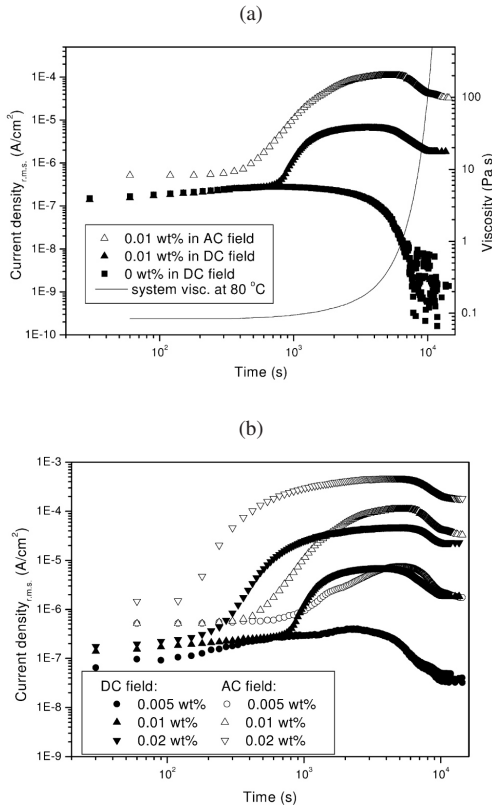 (a)
1E-4
1E-5
1E-6
1E-7
1E-8
1E-9
1E-10
Current density r.m.s. (A/cm²)
100
10
1
0.1
Viscosity (Pa s)
0.01 wt% in AC field
0.01 wt% in DC field
0 wt% in DC field
system visc. at 80 °C
10² 10³ 10⁴
Time (s)
(b)
1E-3
1E-4
1E-5
1E-6
1E-7
1E-8
1E-9
Current density r.m.s. (A/cm²)
DC field: AC field:
0.005 wt% 0.005 wt%
0.01 wt% 0.01 wt%
0.02 wt% 0.02 wt%
10² 10³ 10⁴
Time (s)